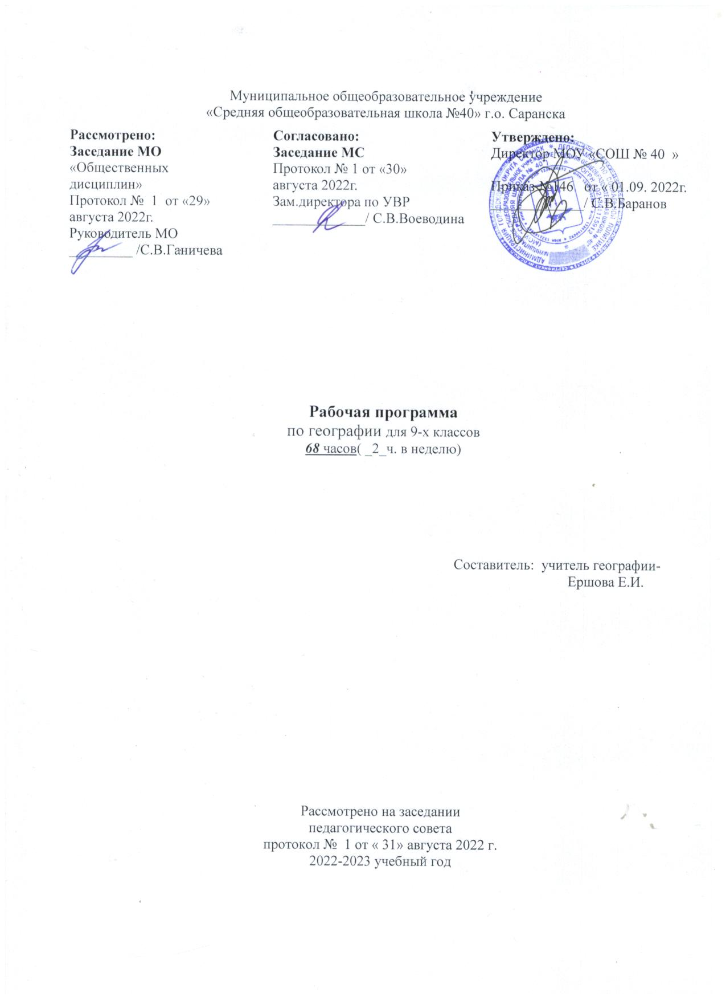 Муниципальное общеобразовательное учреждение
«Средняя общеобразовательная школа №40» г.о. Саранска
Рассмотрено:
Заседание МО
«Общественных
дисциплин»
Протокол № 1 от «29»
августа 2022г.
Руководитель МО
_________ /С.В.Ганичева
Согласовано:
Заседание МС
Протокол № 1 от «30»
августа 2022г.
Зам.директора по УВР
_____________/ С.В.Воеводина
Утверждено:
Директор МОУ «СОШ № 40 »
Приказ №146 от « 01.09. 2022г.
_____________/ С.В.Баранов
Рабочая программа
по географии для 9-х классов
68 часов( _2_ч. в неделю)
Составитель: учитель географии-
Ершова Е.И.
Рассмотрено на заседании
педагогического совета
протокол № 1 от « 31» августа 2022 г.
2022-2023 учебный год